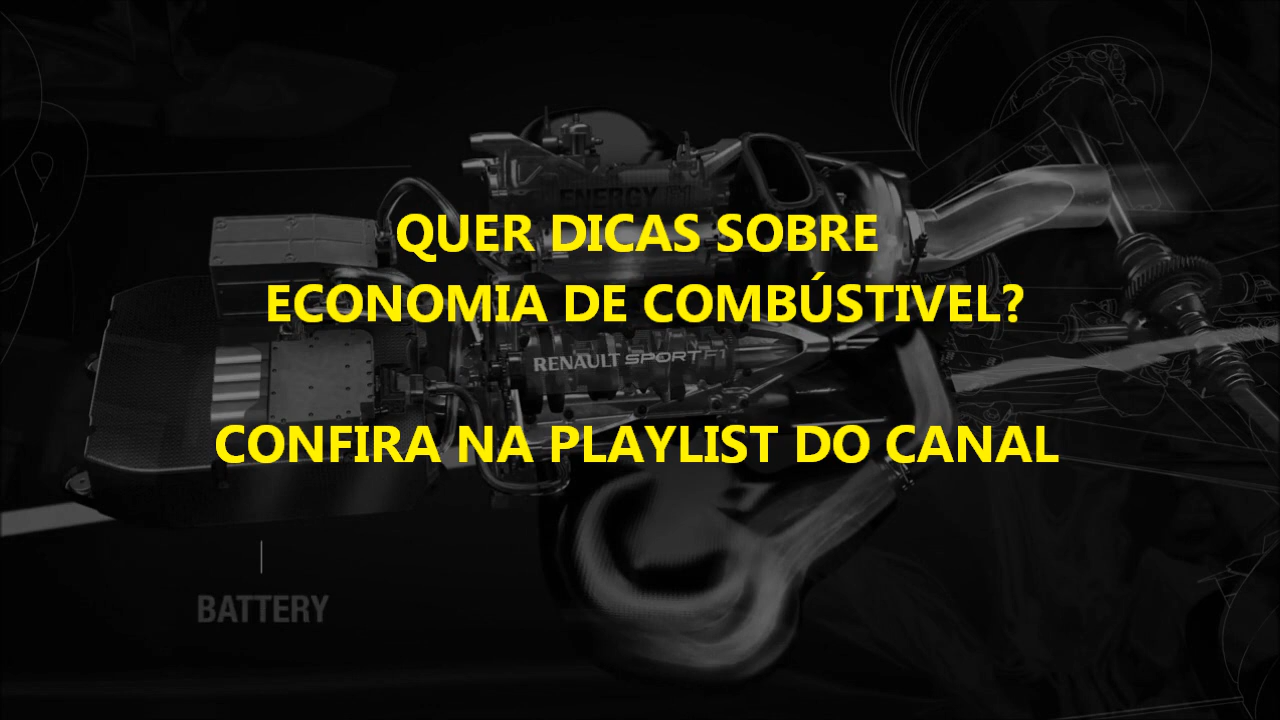 ENERGY
QUER DICAS SOBRE
ECONOMIA DE COMBÚSTIVEL?
RENAULT SPORT F1
CONFIRA NA PLAYLIST DO CANAL
BATTERY